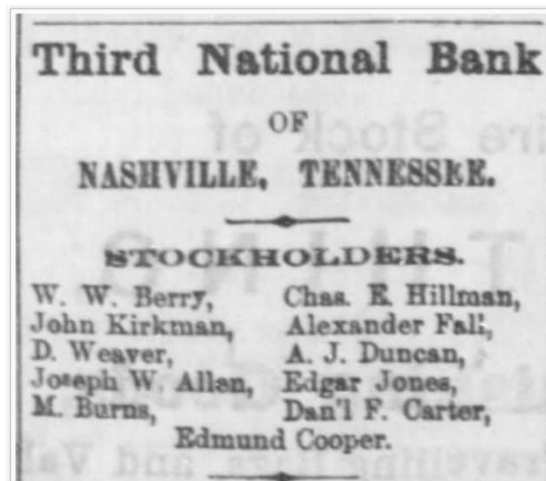 Third National Bank
OF
NASHVILLE, TENNESSEE.
STOCKHOLDERS.
W. W. Berry, Chas. E. Hillman,
John Kirkman, Alexander Fall,
D. Weaver, A. J. Duncan,
Joseph W. Allen, Edgar Jones,
M. Burns, Dan'l F. Carter,
Edmund Cooper.